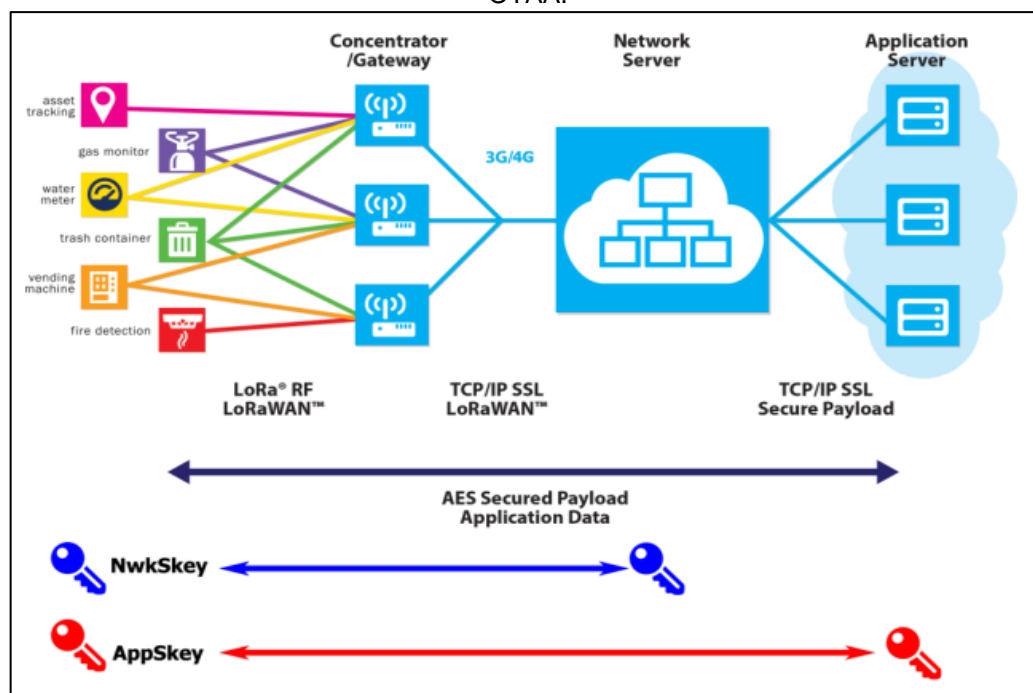 OTAA.
Concentrator
/Gateway
Network
Server
Application
Server
asset
tracking
gas monitor
water
meter
trash container
vending
machine
fire detection
3G/4G
LoRa® RF
LoRaWAN™
TCP/IP SSL
LoRaWAN™
TCP/IP SSL
Secure Payload
AES Secured Payload
Application Data
NwkSkey
AppSkey